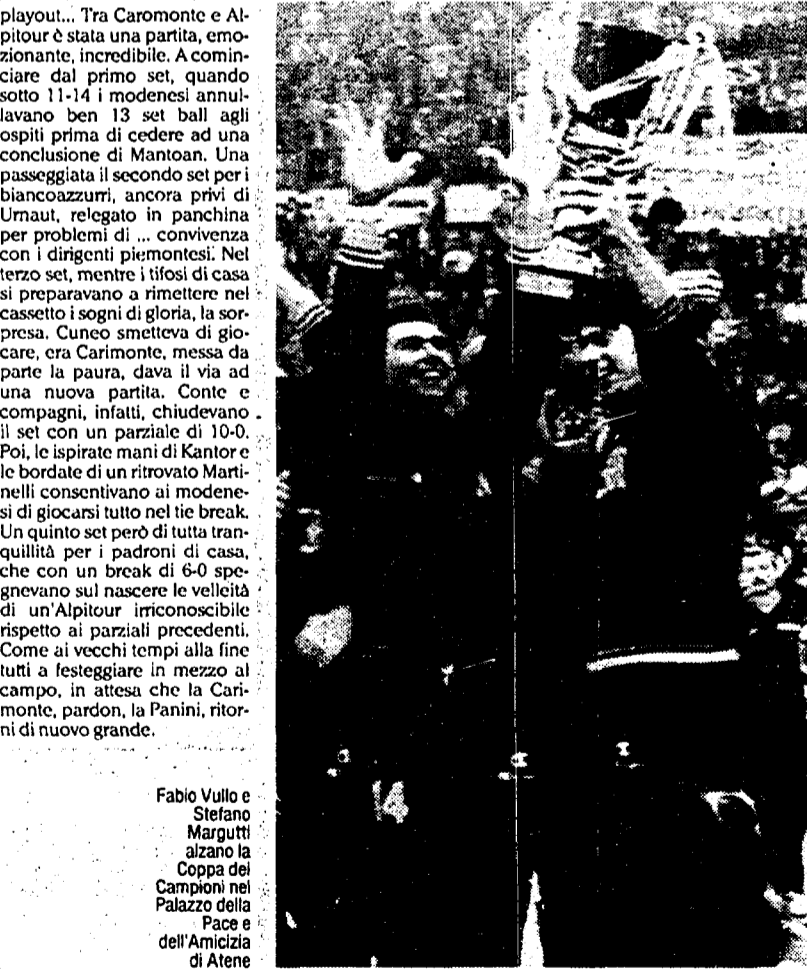 playout... Tra Caromonte e Al-
pitour è stata una partita, emo-
zionante, incredibile. A comin-
ciare dal primo set, quando
sotto 11-14 i modenesi annul-
lavano ben 13 set ball agli
ospiti prima di cedere ad una
conclusione di Mantoan. Una
passeggiata il secondo set per i
biancoazzurri, ancora privi di
Urnaut, relegato in panchina
per problemi di ... convivenza
con i dirigenti piemontesi. Nel
terzo set, mentre i tifosi di casa
si preparavano a rimettere nel
cassetto i sogni di gloria, la sor-
presa. Cuneo smetteva di gio-
care, era Carimonte, messa da
parte la paura, dava il via ad
una nuova partita. Conte e
compagni, infatti, chiudevano
il set con un parziale di 10-0.
Poi, le ispirate mani di Kantor e
le bordate di un ritrovato Marti-
nelli consentivano ai modene-
si di giocarsi tutto nel tie break.
Un quinto set però di tutta tran-
quillità per i padroni di casa,
che con un break di 6-0 spe-
gnevano sul nascere le velleità
di un'Alpitour irriconoscibile
rispetto ai parziali precedenti.
Come ai vecchi tempi alla fine
tutti a festeggiare in mezzo al
campo, in attesa che la Cari-
monte, pardon, la Panini, ritor-
ni di nuovo grande.
Fabio Vullo e
Stefano
Margutti
alzano la
Coppa dei
Campioni nel
Palazzo della
Pace e
dell'Amicizia
di Atene
14